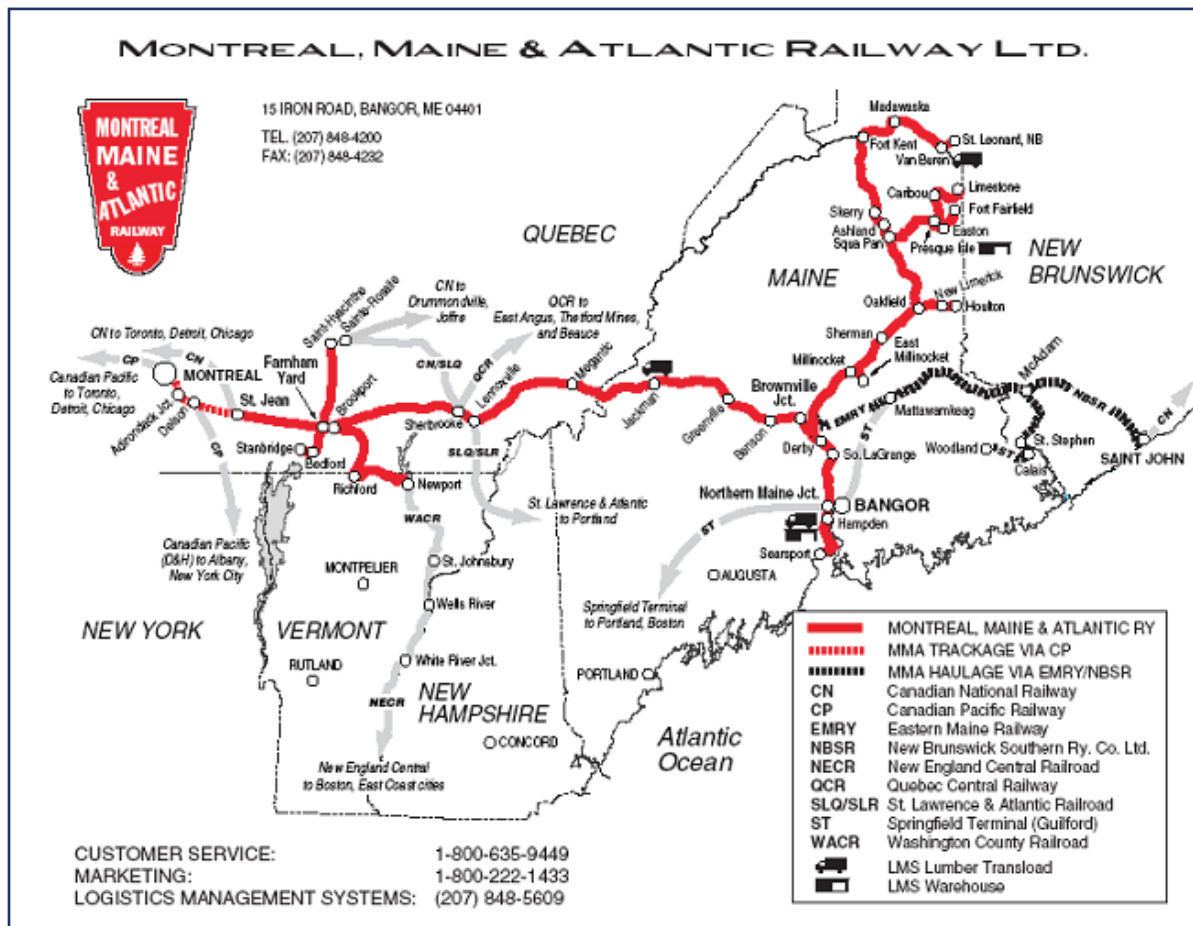 MONTREAL, MAINE & ATLANTIC RAILWAY LTD.
MONTREAL
MAINE
&
ATLANTIC
RAILWAY
15 IRON ROAD, BANGOR, ME 04401
TEL. (207) 848-4200
FAX: (207) 848-4232
Madawaska
Fort Kent
St. Leonard, NB
Van Buren
Limestone
Caribou
Fort Fairfield
Skerry
Ashland
Squa Pan
Easton
Presque Isle
QUEBEC
MAINE
NEW
BRUNSWICK
New Limerick
Oakfield
Houlton
Sherman
East
Millinocket
Millinocket
CN to
Drummondville,
Joffre
QCR to
East Angus, Thetford Mines,
and Beauce
Saint-Hyacinthe
Sainte-Rosalie
CN to Toronto, Detroit, Chicago
CP
CN
Canadian Pacific
to Toronto,
Detroit, Chicago
MONTREAL
Farnham
Yard
Brookport
St. Jean
Adirondack Jct.
Delson
CP
CN/SLQ
QCR
Lennoxville
Megantic
Jackman
Greenville
Benson
Brownville
Jct.
EMRY
ST
Mattawamkeag
McAdam
NBSR
CN
Sherbrooke
Stanbridge
Bedford
Richford
Newport
SLQ/SLR
Derby
So. LaGrange
Woodland
ST
St. Stephen
Calais
SAINT JOHN
WACR
St. Lawrence & Atlantic
to Portland
Northern Maine Jct.
BANGOR
Hampden
Searsport
ST
Canadian Pacific
(D&H) to Albany,
New York City
MONTPELIER
St. Johnsbury
Wells River
AUGUSTA
Springfield Terminal
to Portland, Boston
NEW YORK
VERMONT
RUTLAND
White River Jct.
NECR
NEW
HAMPSHIRE
CONCORD
PORTLAND
Atlantic
Ocean
New England Central
to Boston, East Coast cities
MONTREAL, MAINE & ATLANTIC RY
MMA TRACKAGE VIA CP
MMA HAULAGE VIA EMRY/NBSR
CN Canadian National Railway
CP Canadian Pacific Railway
EMRY Eastern Maine Railway
NBSR New Brunswick Southern Ry. Co. Ltd.
NECR New England Central Railroad
QCR Quebec Central Railway
SLQ/SLR St. Lawrence & Atlantic Railroad
ST Springfield Terminal (Guilford)
WACR Washington County Railroad
LMS Lumber Transload
LMS Warehouse
CUSTOMER SERVICE: 1-800-635-9449
MARKETING: 1-800-222-1433
LOGISTICS MANAGEMENT SYSTEMS: (207) 848-5609